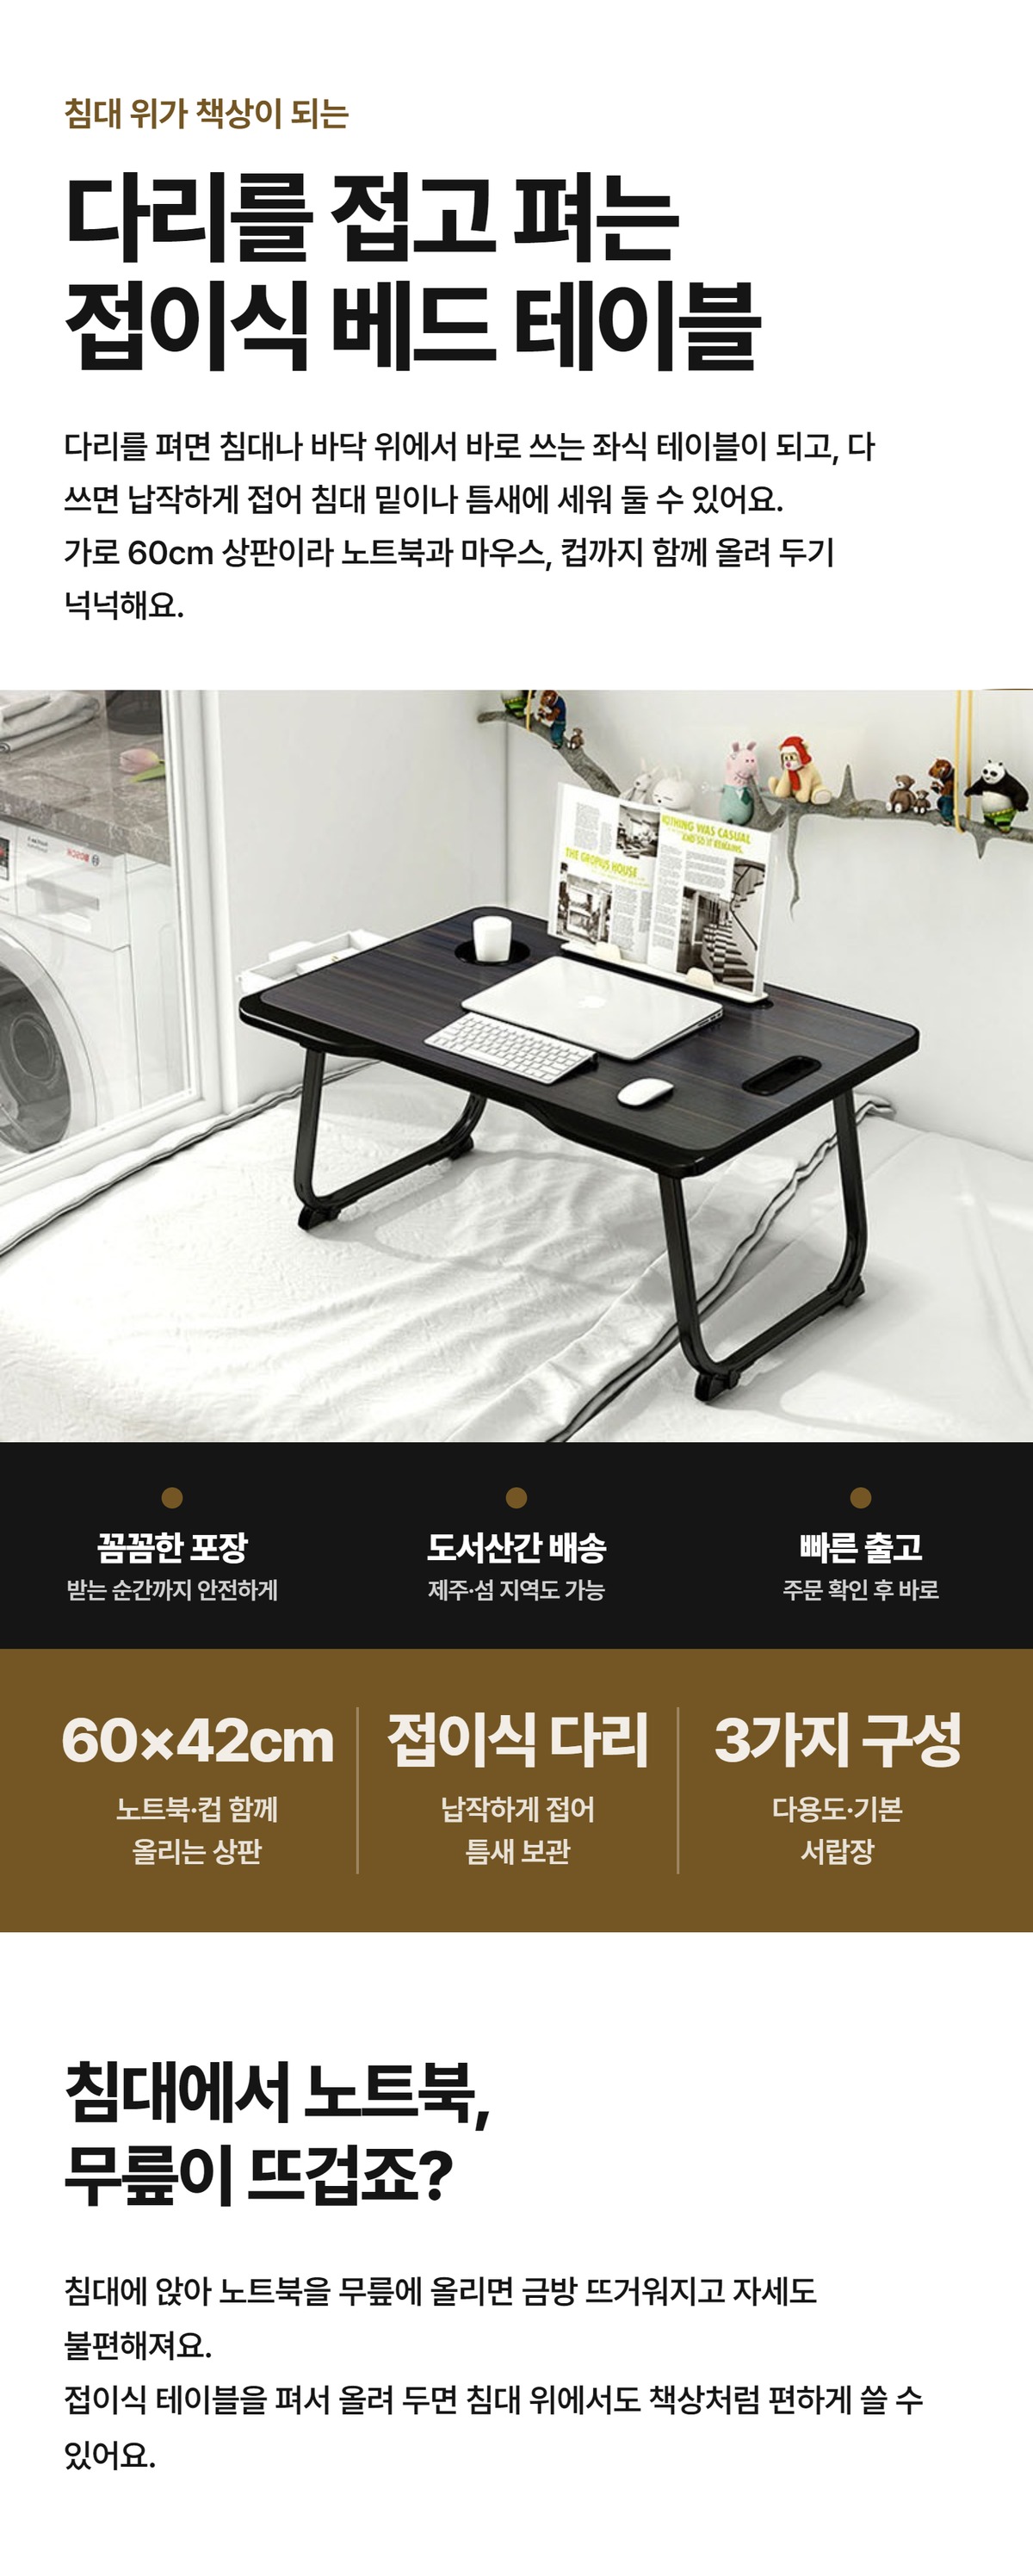 침대 위가 책상이 되는
다리를 접고 펴는
접이식 베드 테이블
다리를 펴면 침대나 바닥 위에서 바로 쓰는 좌식 테이블이 되고, 다
쓰면 납작하게 접어 침대 밑이나 틈새에 세워 둘 수 있어요.
가로 60cm 상판이라 노트북과 마우스, 컵까지 함께 올려 두기
넉넉해요.
NOTHING WAS CASUAL
AND SO IT REMAINS.
THE GROPIUS HOUSE
꼼꼼한 포장
받는 순간까지 안전하게
도서산간 배송
제주·섬 지역도 가능
빠른 출고
주문 확인 후 바로
60×42cm
노트북·컵 함께
올리는 상판
접이식 다리
납작하게 접어
틈새 보관
3가지 구성
다용도·기본
서랍장
침대에서 노트북,
무릎이 뜨겁죠?
침대에 앉아 노트북을 무릎에 올리면 금방 뜨거워지고 자세도
불편해져요.
접이식 테이블을 펴서 올려 두면 침대 위에서도 책상처럼 편하게 쓸 수
있어요.